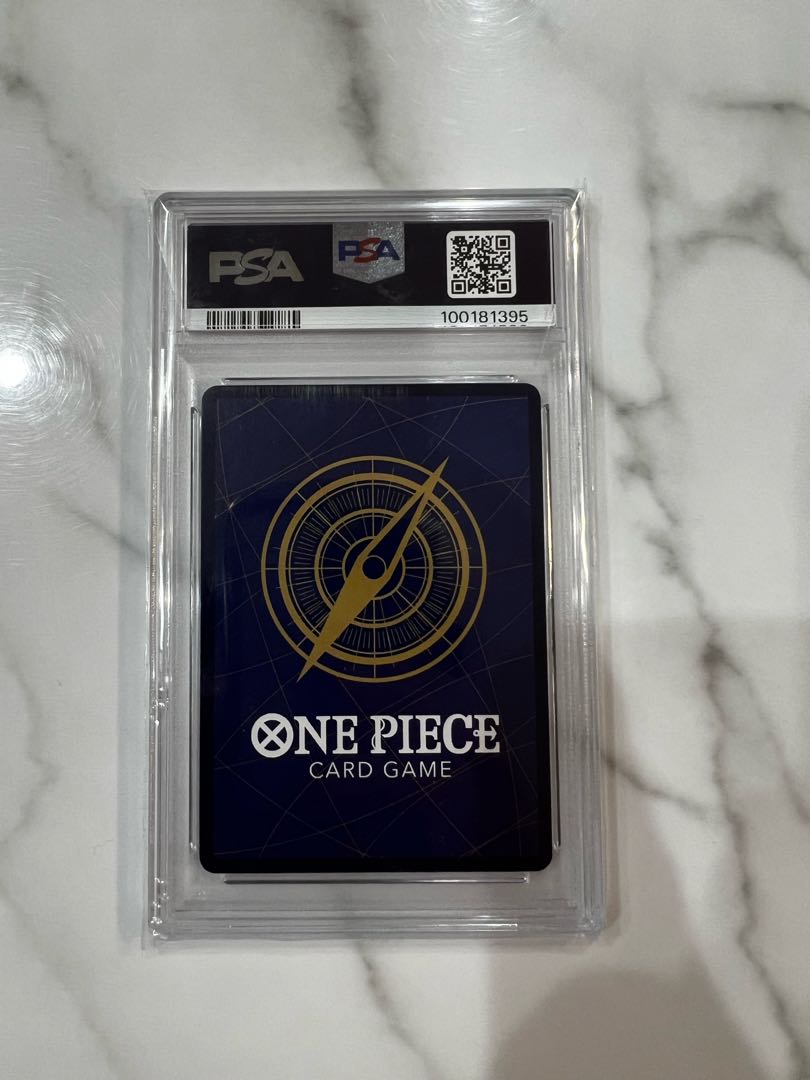 PSA
PSA
100181395
ONE PIECE
CARD GAME